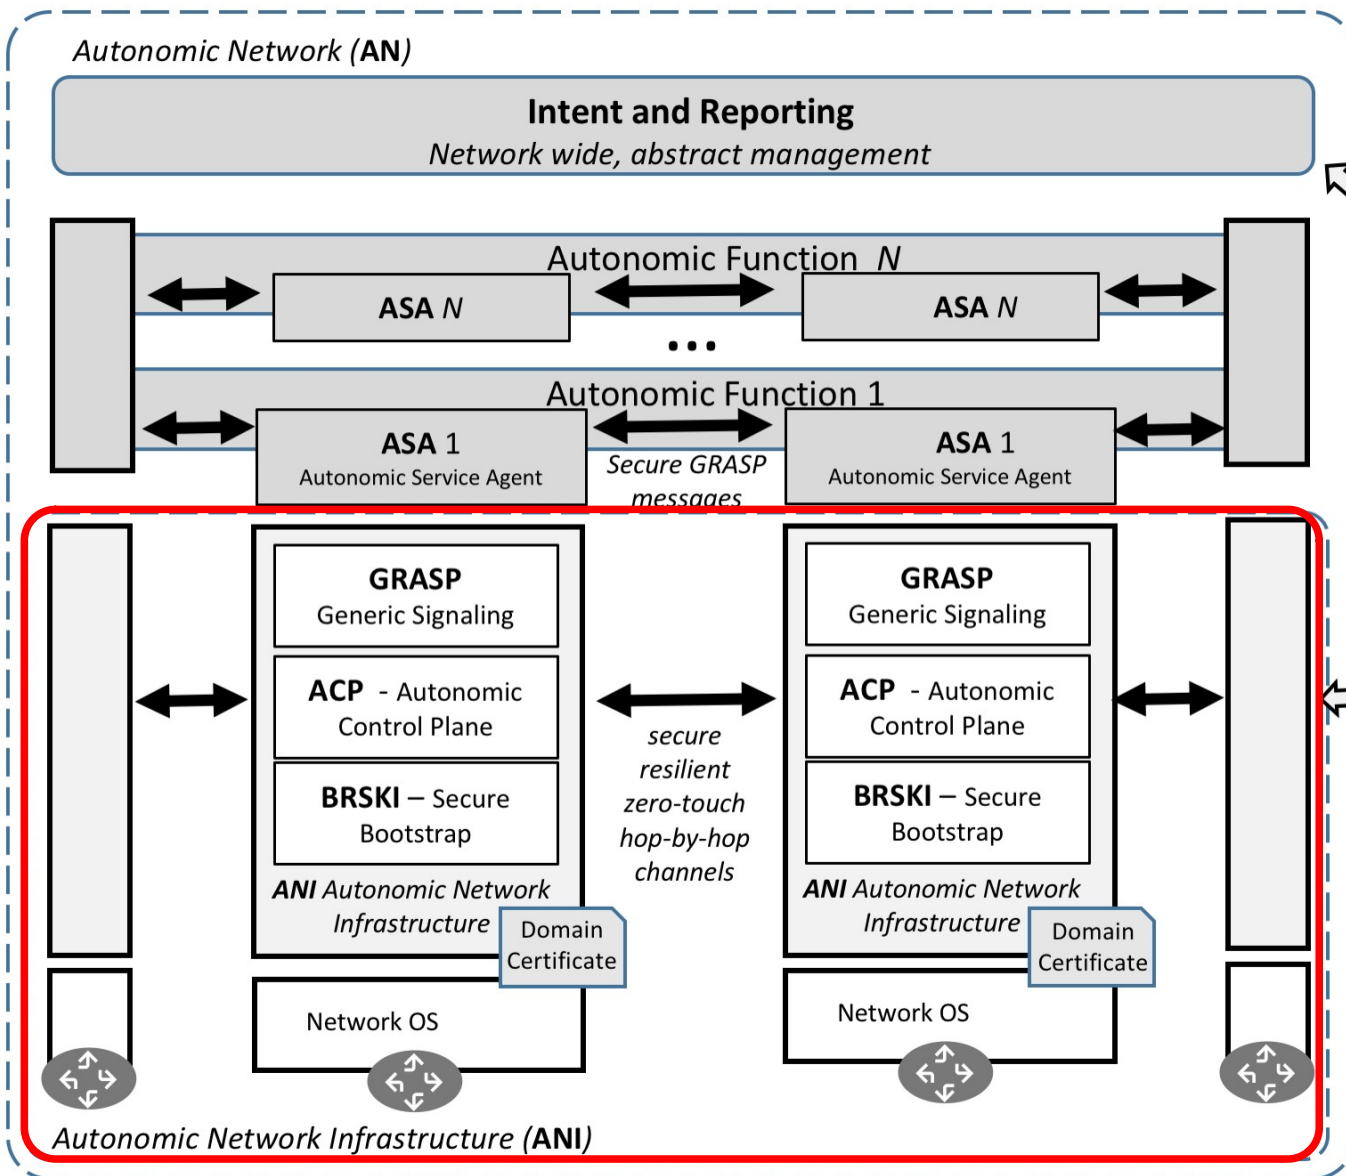 Autonomic Network (AN)
Intent and Reporting
Network wide, abstract management
Autonomic Function N
ASA N
ASA N
...
Autonomic Function 1
ASA 1
Autonomic Service Agent
Secure GRASP
messages
ASA 1
Autonomic Service Agent
GRASP
Generic Signaling
ACP - Autonomic
Control Plane
BRSKI – Secure
Bootstrap
ANI Autonomic Network
Infrastructure
Domain
Certificate
Network OS
secure
resilient
zero-touch
hop-by-hop
channels
GRASP
Generic Signaling
ACP - Autonomic
Control Plane
BRSKI – Secure
Bootstrap
ANI Autonomic Network
Infrastructure
Domain
Certificate
Network OS
Autonomic Network Infrastructure (ANI)